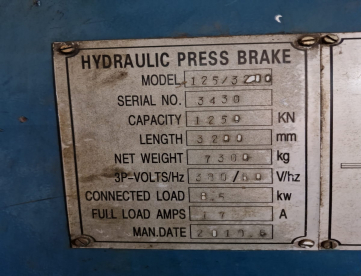 HYDRAULIC PRESS BRAKE
MODEL 125/3200
SERIAL NO. 3430
CAPACITY 1250 KN
LENGTH 3200 mm
NET WEIGHT 7300 kg
3P-VOLTS/Hz 380/50 V/hz
CONNECTED LOAD 8.5 kw
FULL LOAD AMPS A
MAN.DATE